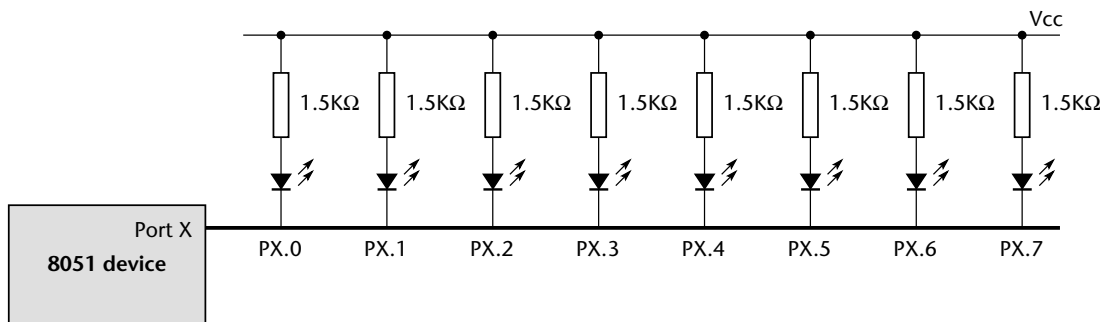 Vcc
1.5KΩ 1.5KΩ 1.5KΩ 1.5KΩ 1.5KΩ 1.5KΩ 1.5KΩ 1.5KΩ
Port X
PX.0 PX.1 PX.2 PX.3 PX.4 PX.5 PX.6 PX.7
8051 device